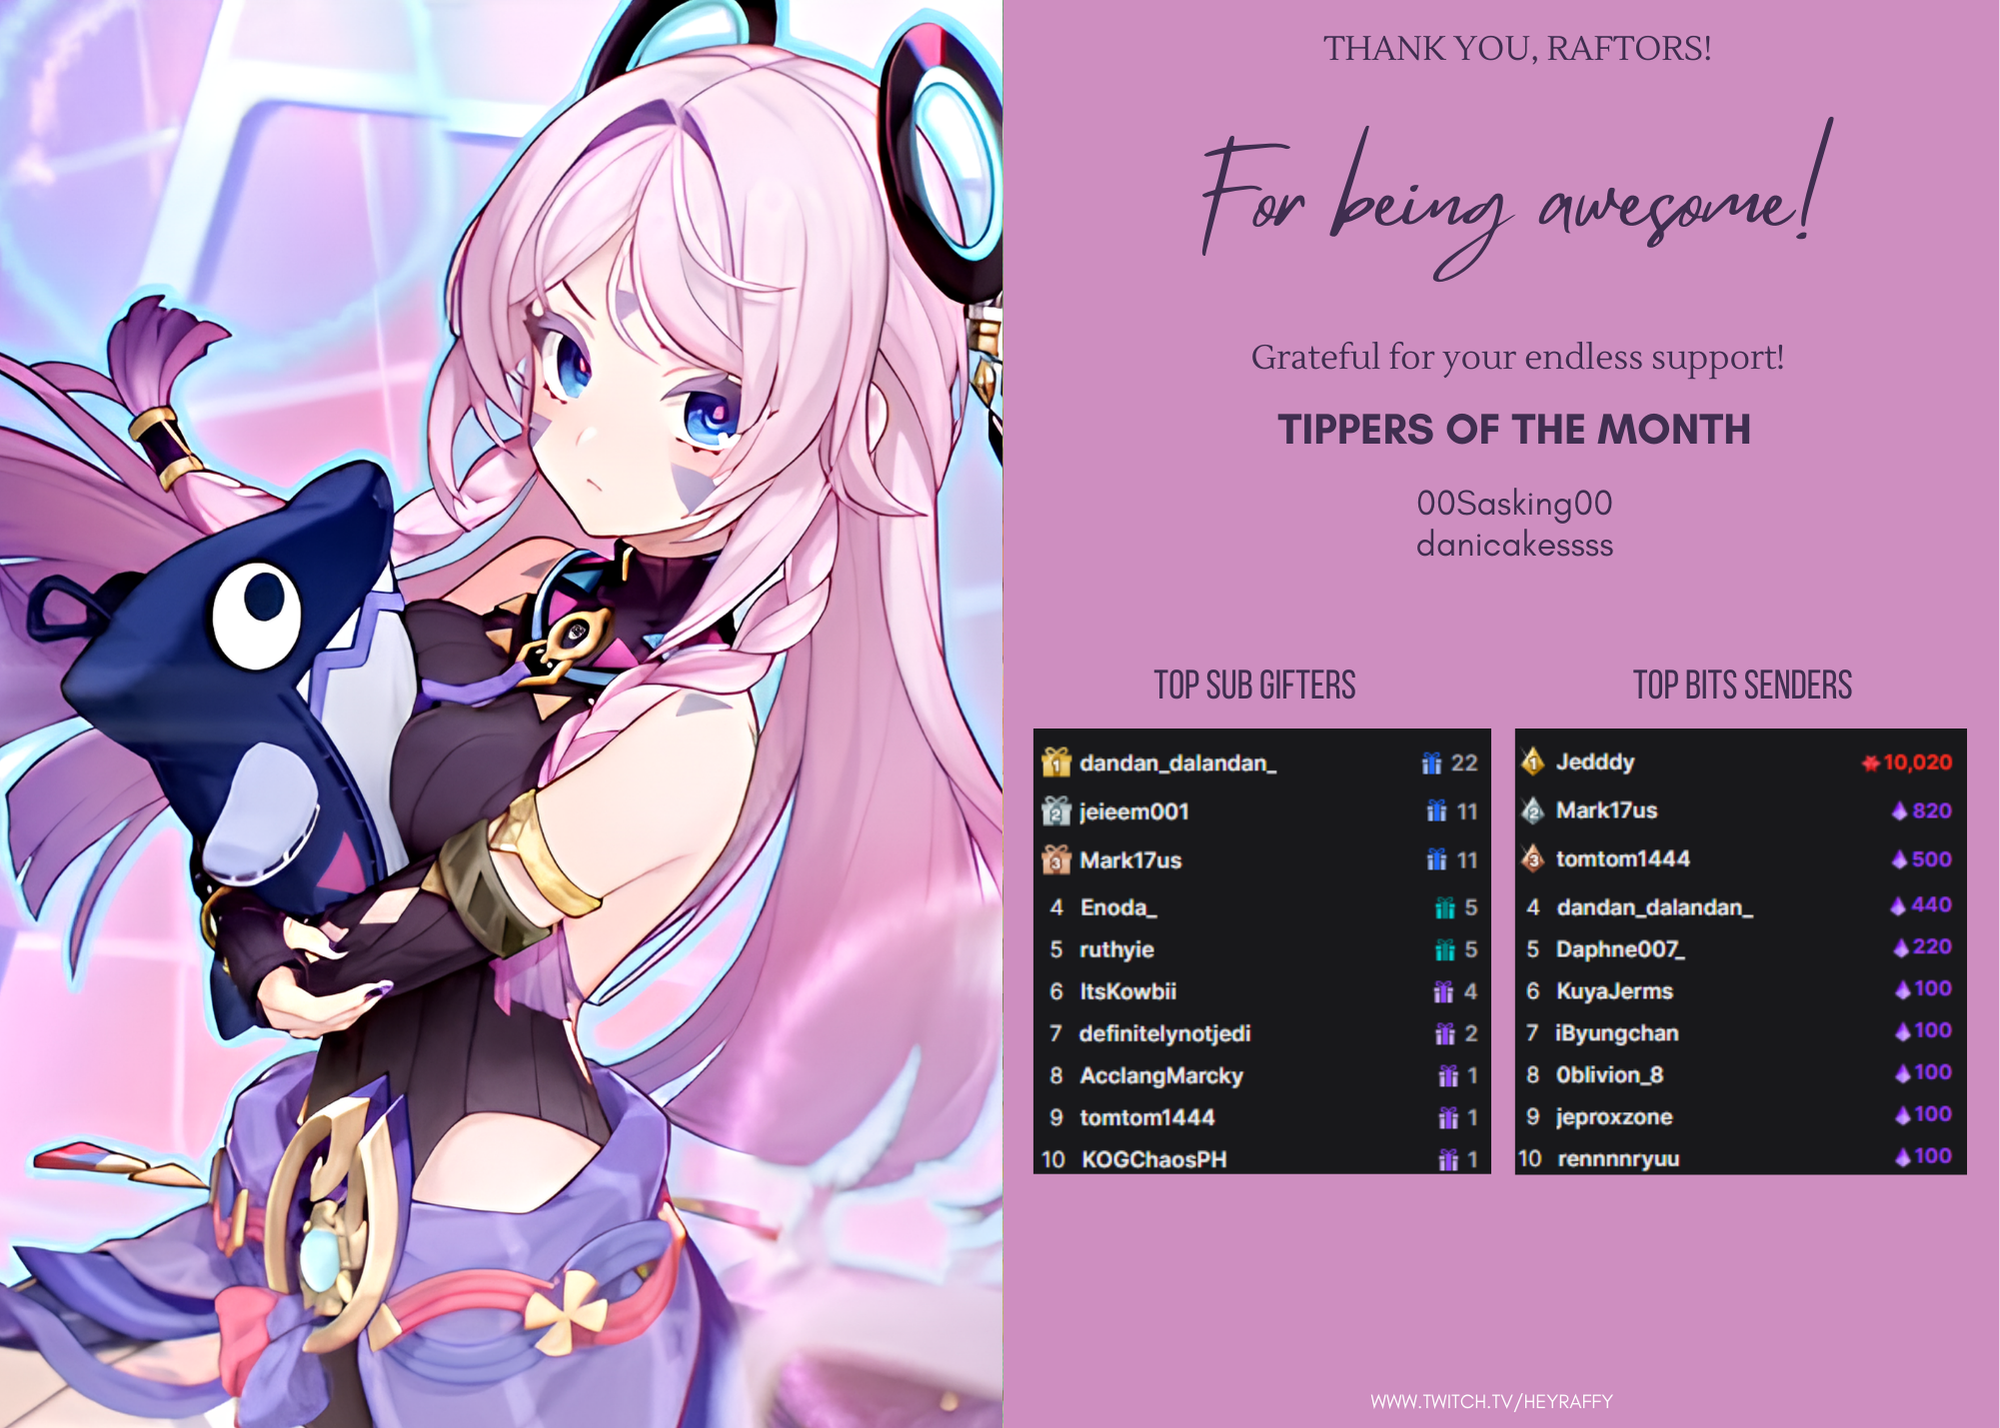 THANK YOU, RAFTORS!
For being awesome!
Grateful for your endless support!
TIPPERS OF THE MONTH
00Sasking00
danicakessss
TOP SUB GIFTERS
1 dandan_dalandan_ 22
2 jeieem001 11
3 Mark17us 11
4 Enoda_ 5
5 ruthyie 5
6 ItsKowbii 4
7 definitelynotjedi 2
8 AcclangMarcky 1
9 tomtom1444 1
10 KOGChaosPH 1
TOP BITS SENDERS
1 Jedddy 10,020
2 Mark17us 820
3 tomtom1444 500
4 dandan_dalandan_ 440
5 Daphne007_ 220
6 KuyaJerms 100
7 iByungchan 100
8 0blivion_8 100
9 jeproxzone 100
10 rennnnryuu 100
WWW.TWITCH.TV/HEYRAFFY